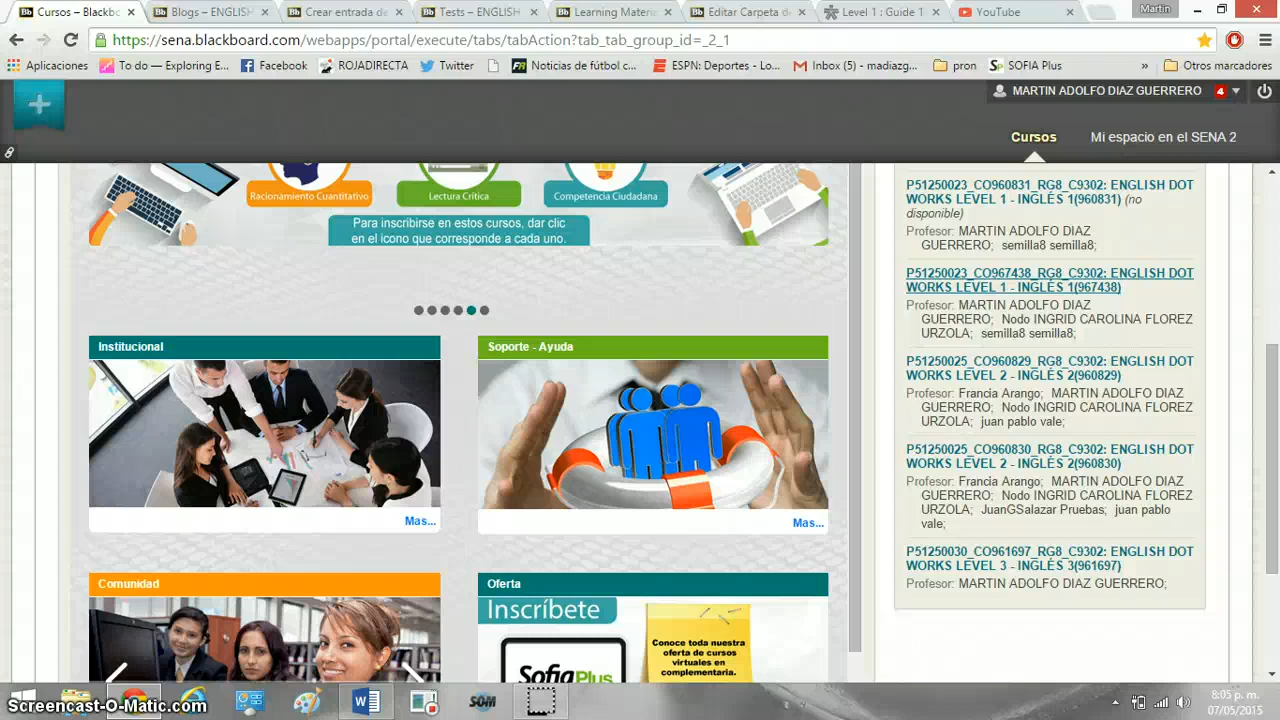 Cursos – Blackbo
Blogs – ENGLISH
Crear entrada de
Tests – ENGLISH
Learning Materia
Editar Carpeta de
Level 1 : Guide 1
YouTube
Martin
https://sena.blackboard.com/webapps/portal/execute/tabs/tabAction?tab_tab_group_id=_2_1
Aplicaciones
To do — Exploring E...
Facebook
ROJADIRECTA
Twitter
Noticias de fútbol c...
ESPN: Deportes - Lo...
Inbox (5) - madiazg...
pron
SOFIA Plus
»
Otros marcadores
MARTIN ADOLFO DIAZ GUERRERO 4
Cursos
Mi espacio en el SENA 2
Racionamiento Cuantitativo
Lectura Crítica
Competencia Ciudadana
Para inscribirse en estos cursos, dar clic
en el icono que corresponde a cada uno.
Institucional
Mas...
Soporte - Ayuda
Mas...
Comunidad
Oferta
Inscríbete
SofiaPlus
Conoce toda nuestra
oferta de cursos
virtuales en
complementaria.
P51250023_CO960831_RG8_C9302: ENGLISH DOT
WORKS LEVEL 1 - INGLÉS 1(960831) (no
disponible)
Profesor: MARTIN ADOLFO DIAZ
GUERRERO; semilla8 semilla8;
P51250023_CO967438_RG8_C9302: ENGLISH DOT
WORKS LEVEL 1 - INGLÉS 1(967438)
Profesor: MARTIN ADOLFO DIAZ
GUERRERO; Nodo INGRID CAROLINA FLOREZ
URZOLA; semilla8 semilla8;
P51250025_CO960829_RG8_C9302: ENGLISH DOT
WORKS LEVEL 2 - INGLÉS 2(960829)
Profesor: Francia Arango; MARTIN ADOLFO DIAZ
GUERRERO; Nodo INGRID CAROLINA FLOREZ
URZOLA; juan pablo vale;
P51250025_CO960830_RG8_C9302: ENGLISH DOT
WORKS LEVEL 2 - INGLÉS 2(960830)
Profesor: Francia Arango; MARTIN ADOLFO DIAZ
GUERRERO; Nodo INGRID CAROLINA FLOREZ
URZOLA; JuanGSalazar Pruebas; juan pablo
vale;
P51250030_CO961697_RG8_C9302: ENGLISH DOT
WORKS LEVEL 3 - INGLÉS 3(961697)
Profesor: MARTIN ADOLFO DIAZ GUERRERO;
SOM
8:05 p. m.
07/05/2015
Screencast-O-Matic.com